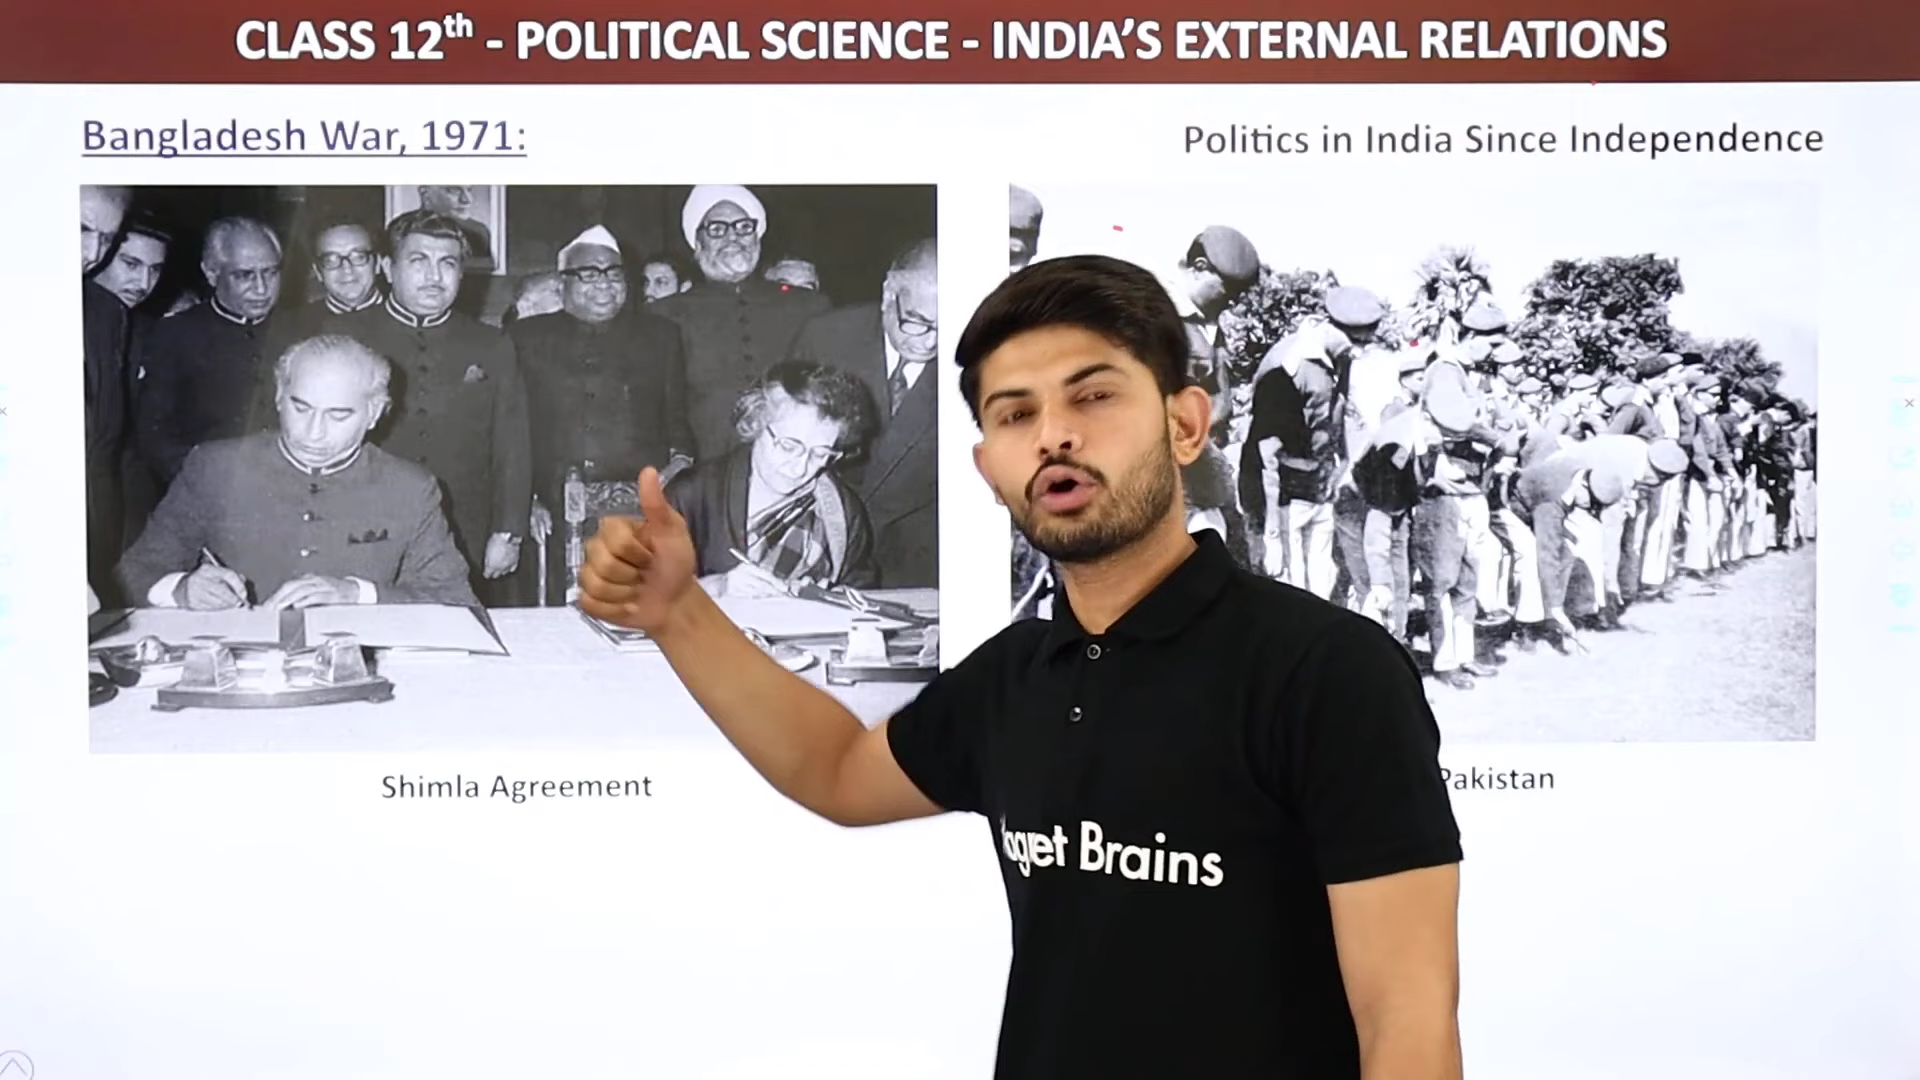 CLASS 12th - POLITICAL SCIENCE - INDIA'S EXTERNAL RELATIONS
Bangladesh War, 1971:
Politics in India Since Independence
Shimla Agreement
Pakistan
Brains